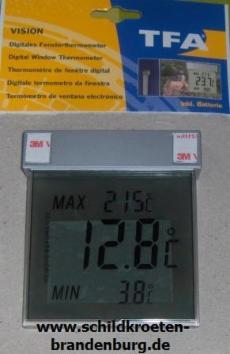 VISION
TFA
Digitales Fensterthermometer
Digital Window Thermometer
Thermomètre de fenêtre digital
Digitale termometro da finestra
Termómetro de ventana electrónico
inkl. Batterie
3M
MAX 21.5°C
12.8°C
MIN 3.8°C
www.schildkroeten-
brandenburg.de